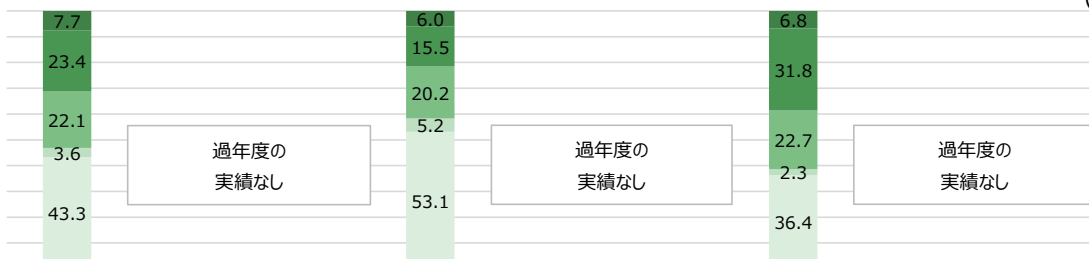 7.7
23.4
22.1
3.6
43.3
過年度の
実績なし
6.0
15.5
20.2
5.2
53.1
過年度の
実績なし
6.8
31.8
22.7
2.3
36.4
過年度の
実績なし